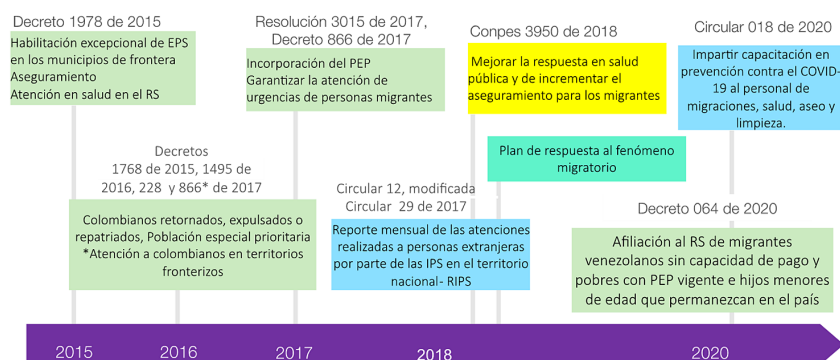 Decreto 1978 de 2015
Habilitación excepcional de EPS
en los municipios de frontera
Aseguramiento
Atención en salud en el RS
Resolución 3015 de 2017,
Decreto 866 de 2017
Incorporación del PEP
Garantizar la atención de
urgencias de personas migrantes
Conpes 3950 de 2018
Mejorar la respuesta en salud
pública y de incrementar el
aseguramiento para los migrantes
Circular 018 de 2020
Impartir capacitación en
prevención contra el COVID-
19 al personal de
migraciones, salud, aseo y
limpieza.
Decretos
1768 de 2015, 1495 de
2016, 228 y 866* de 2017
Colombianos retornados, expulsados o
repatriados, Población especial prioritaria
*Atención a colombianos en territorios
fronterizos
Circular 12, modificada
Circular 29 de 2017
Reporte mensual de las atenciones
realizadas a personas extranjeras
por parte de las IPS en el territorio
nacional- RIPS
Plan de respuesta al fenómeno
migratorio
Decreto 064 de 2020
Afiliación al RS de migrantes
venezolanos sin capacidad de pago y
pobres con PEP vigente e hijos menores
de edad que permanezcan en el país
2015
2016
2017
2018
2020